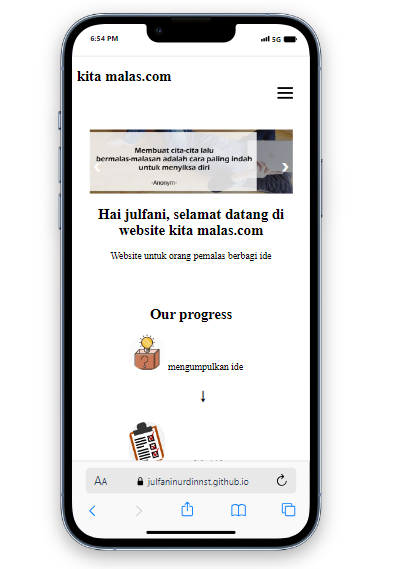 6:54 PM
5G
kita malas.com
Membuat cita-cita lalu
bermalas-malasan adalah cara paling indah
untuk menyiksa diri
-Anonym-
Hai julfani, selamat datang di
website kita malas.com
Website untuk orang pemalas berbagi ide
Our progress
mengumpulkan ide
↓
AA
julfaninurdinnst.github.io